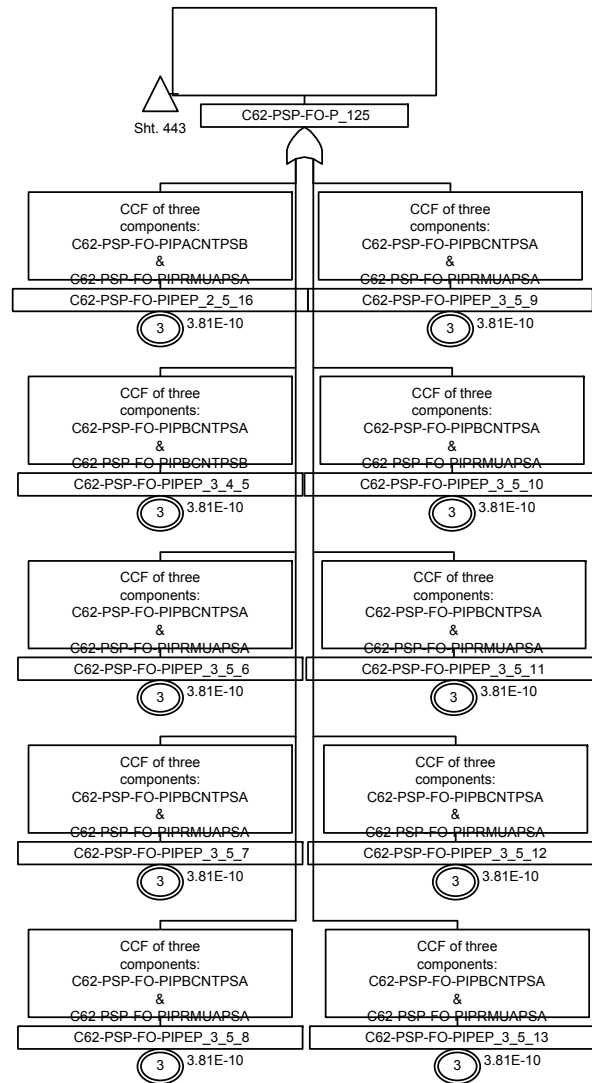 C62-PSP-FO-P_125
Sht. 443
CCF of three
components:
C62-PSP-FO-PIPACNTPSB
&
C62-PSP-FO-PIPRMUAPSA
C62-PSP-FO-PIPEP_2_5_16
3
3.81E-10
CCF of three
components:
C62-PSP-FO-PIPBCNTPSA
&
C62-PSP-FO-PIPRMUAPSA
C62-PSP-FO-PIPEP_3_5_9
3
3.81E-10
CCF of three
components:
C62-PSP-FO-PIPBCNTPSA
&
C62-PSP-FO-PIPBCNTPSB
C62-PSP-FO-PIPEP_3_4_5
3
3.81E-10
CCF of three
components:
C62-PSP-FO-PIPBCNTPSA
&
C62-PSP-FO-PIPRMUAPSA
C62-PSP-FO-PIPEP_3_5_10
3
3.81E-10
CCF of three
components:
C62-PSP-FO-PIPBCNTPSA
&
C62-PSP-FO-PIPRMUAPSA
C62-PSP-FO-PIPEP_3_5_6
3
3.81E-10
CCF of three
components:
C62-PSP-FO-PIPBCNTPSA
&
C62-PSP-FO-PIPRMUAPSA
C62-PSP-FO-PIPEP_3_5_11
3
3.81E-10
CCF of three
components:
C62-PSP-FO-PIPBCNTPSA
&
C62-PSP-FO-PIPRMUAPSA
C62-PSP-FO-PIPEP_3_5_7
3
3.81E-10
CCF of three
components:
C62-PSP-FO-PIPBCNTPSA
&
C62-PSP-FO-PIPRMUAPSA
C62-PSP-FO-PIPEP_3_5_12
3
3.81E-10
CCF of three
components:
C62-PSP-FO-PIPBCNTPSA
&
C62-PSP-FO-PIPRMUAPSA
C62-PSP-FO-PIPEP_3_5_8
3
3.81E-10
CCF of three
components:
C62-PSP-FO-PIPBCNTPSA
&
C62-PSP-FO-PIPRMUAPSA
C62-PSP-FO-PIPEP_3_5_13
3
3.81E-10